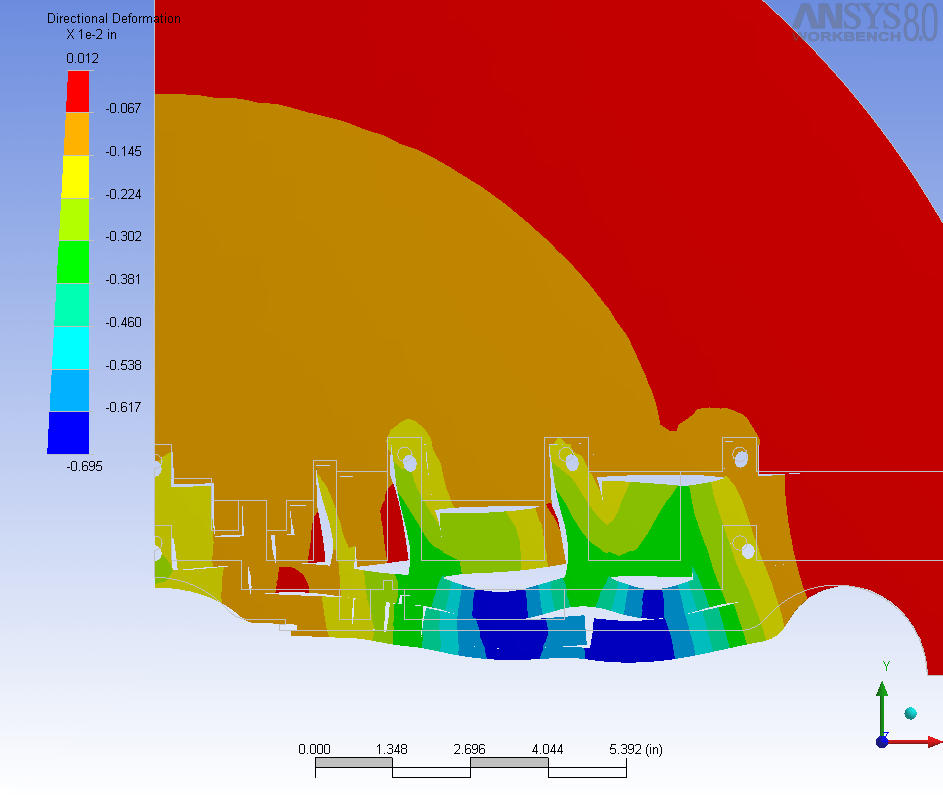 Directional Deformation
X 1e-2 in
0.012
-0.067
-0.145
-0.224
-0.302
-0.381
-0.460
-0.538
-0.617
-0.695
ANSYS 8.0
WORKBENCH
0.000 1.348 2.696 4.044 5.392 (in)
Y
Z